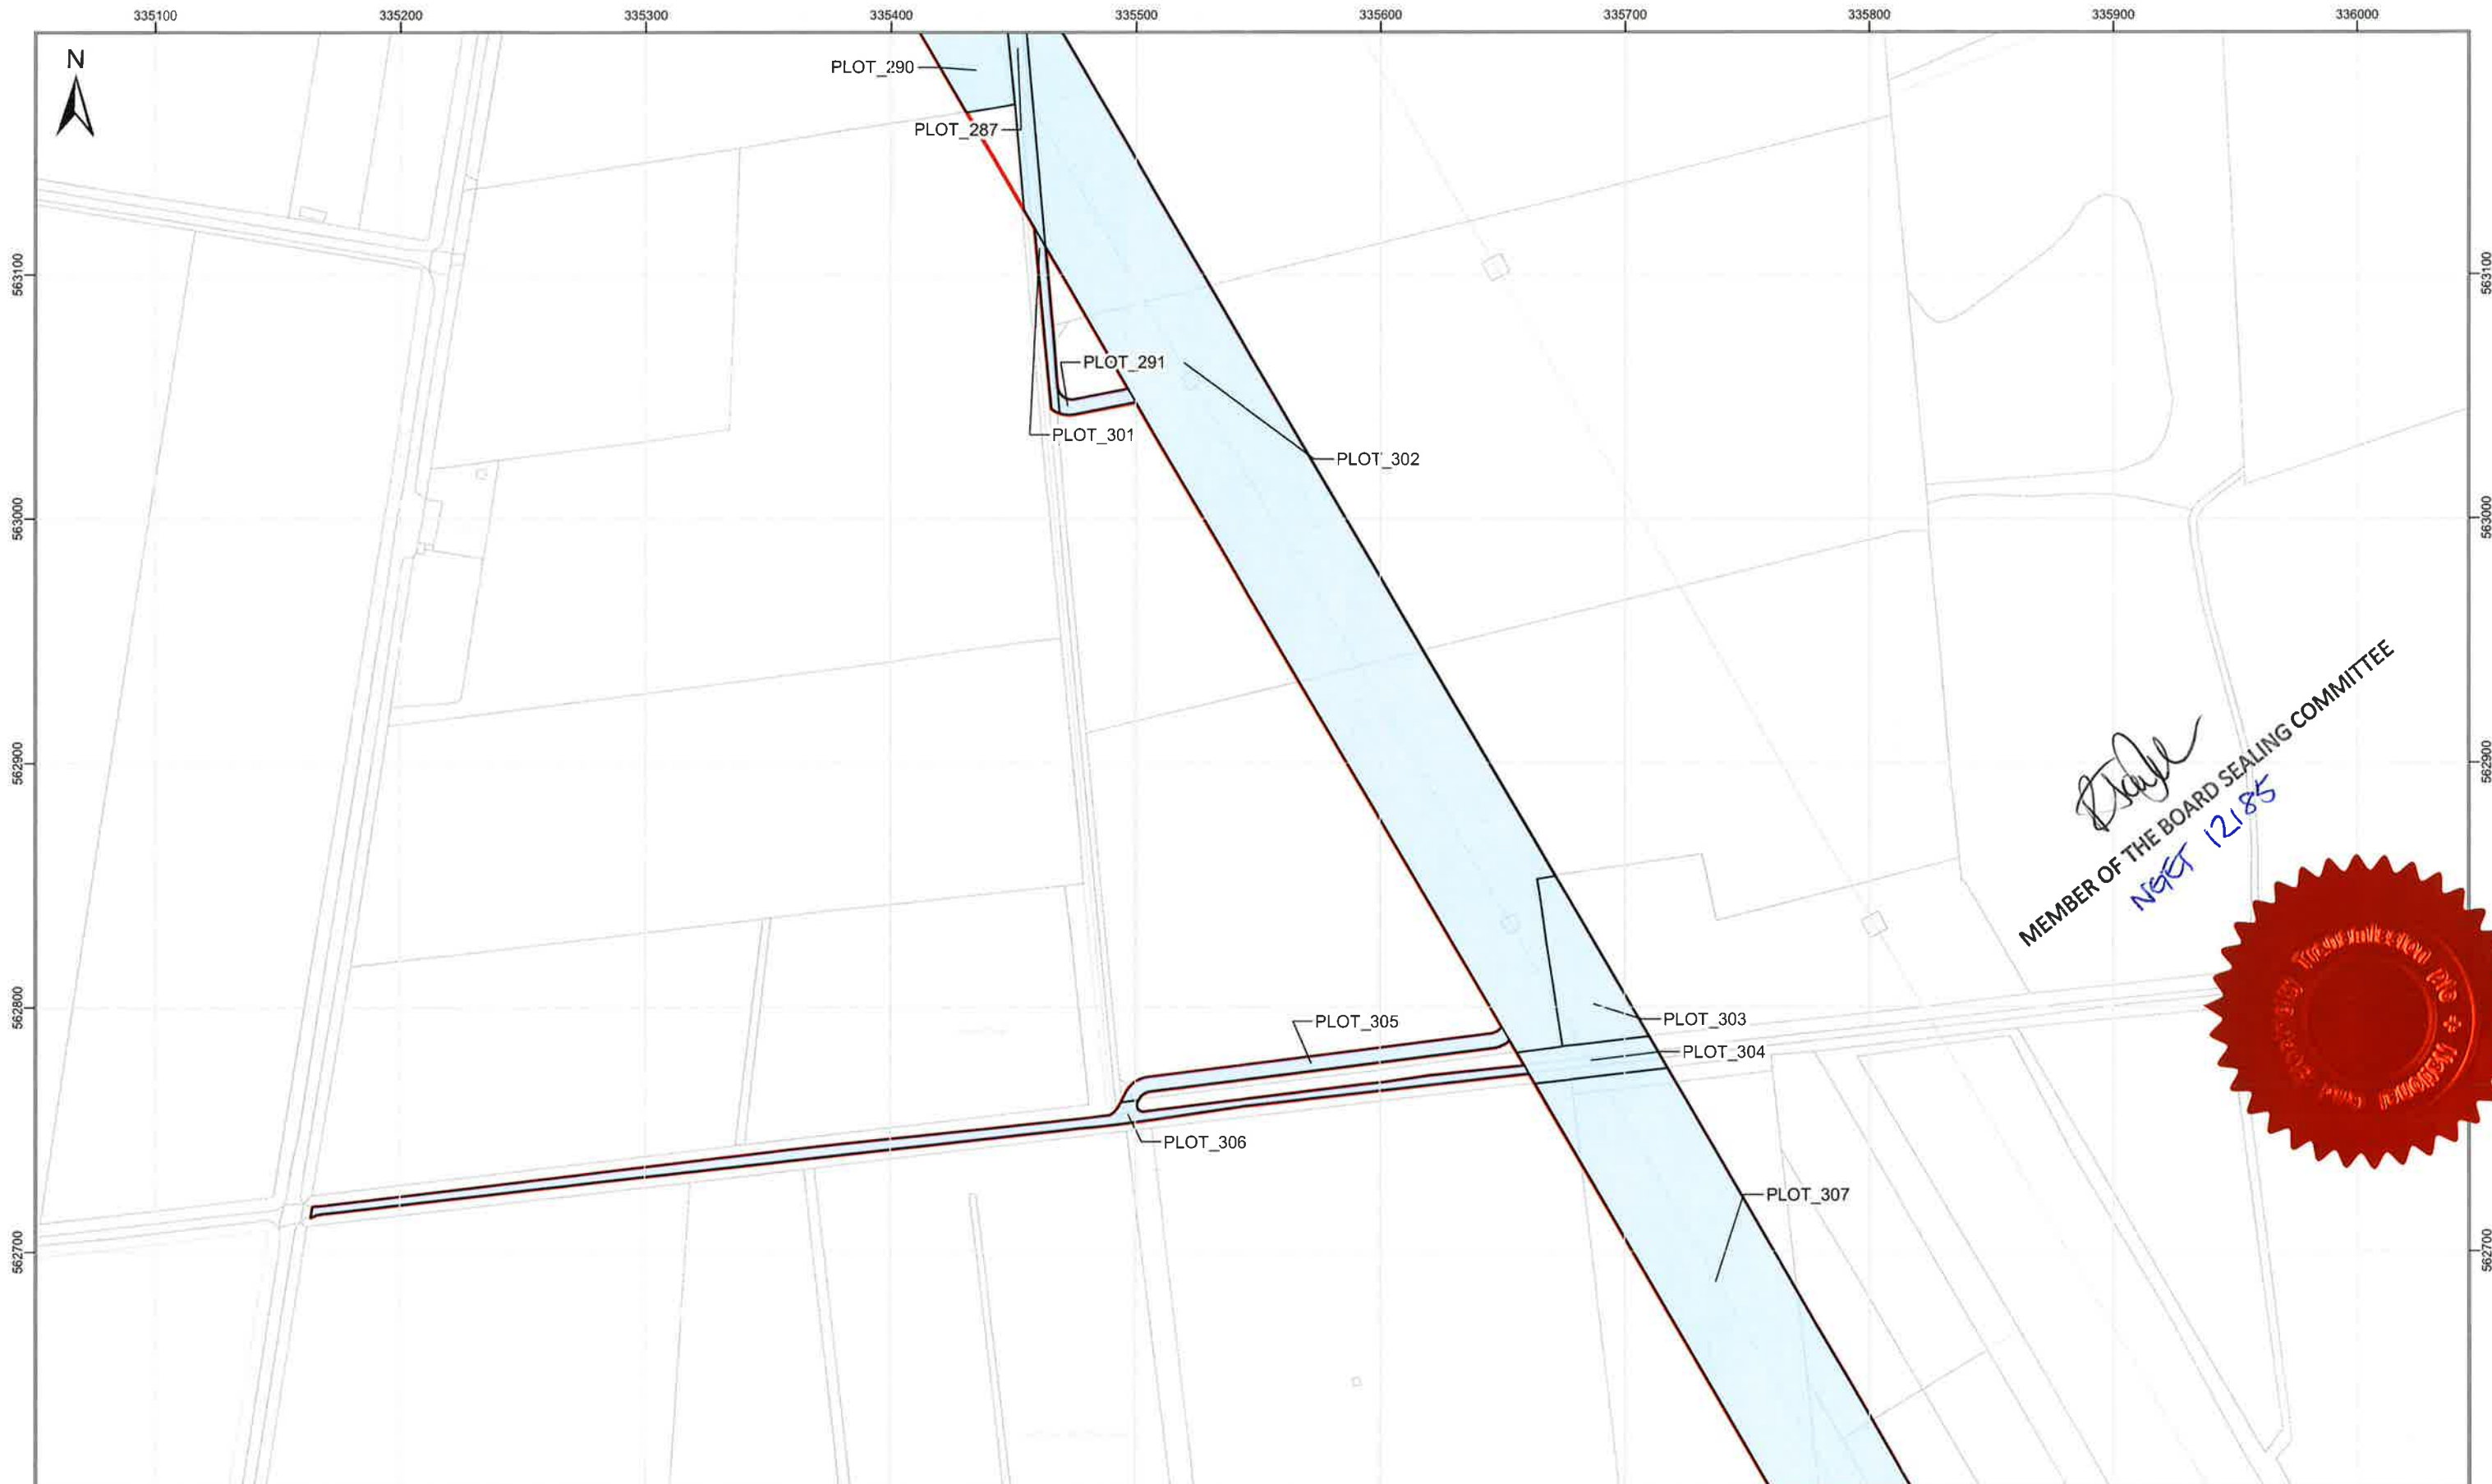 335100 335200 335300 335400 335500 335600 335700 335800 335900 336000
N
PLOT_290
PLOT_287
563100 563100
PLOT_291
PLOT_301
PLOT_302
563000 563000
562900 562900
MEMBER OF THE BOARD SEALING COMMITTEE
NGET 12185
562800 562800
PLOT_305
PLOT_303
PLOT_304
PLOT_306
PLOT_307
562700 562700